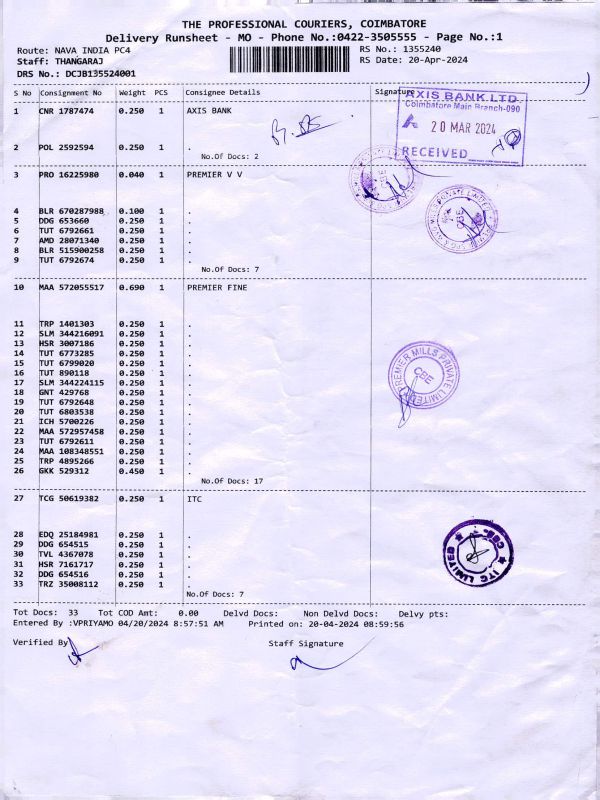 THE PROFESSIONAL COURIERS, COIMBATORE
Delivery Runsheet - MO - Phone No.:0422-3505555 - Page No.:1
Route: NAVA INDIA PC4 RS No.: 1355240
Staff: THANGARAJ RS Date: 20-Apr-2024
DRS No.: DCJB135524001
S No Consignment No Weight PCS Consignee Details Signature
1 CNR 1787474 0.250 1 AXIS BANK
AXIS BANK LTD.
Coimbatore Main Branch-090
20 MAR 2024
RECEIVED
2 POL 2592594 0.250 1 .
No.Of Docs: 2
3 PRO 16225980 0.040 1 PREMIER V V
4 BLR 670287988 0.100 1 .
5 DDG 653660 0.250 1 .
6 TUT 6792661 0.250 1 .
7 AMD 28071340 0.250 1 .
8 BLR 515900258 0.250 1 .
9 TUT 6792674 0.250 1 .
No.Of Docs: 7
10 MAA 572055517 0.690 1 PREMIER FINE
11 TRP 1401303 0.250 1 .
12 SLM 344216091 0.250 1 .
13 HSR 3007186 0.250 1 .
14 TUT 6773285 0.250 1 .
15 TUT 6799020 0.250 1 .
16 TUT 890118 0.250 1 .
17 SLM 344224115 0.250 1 .
18 GNT 429768 0.250 1 .
19 TUT 6792648 0.250 1 .
20 TUT 6803538 0.250 1 .
21 ICH 5700226 0.250 1 .
22 MAA 572957458 0.250 1 .
23 TUT 6792611 0.250 1 .
24 MAA 108348551 0.250 1 .
25 TRP 4895266 0.250 1 .
26 GKK 529312 0.450 1 .
PREMIER MILLS PRIVATE LIMITED
CBE
No.Of Docs: 17
27 TCG 50619382 0.250 1 ITC
28 EDQ 25184981 0.250 1 .
29 DDG 654515 0.250 1 .
30 TVL 4367078 0.250 1 .
31 HSR 7161717 0.250 1 .
32 DDG 654516 0.250 1 .
33 TRZ 35008112 0.250 1 .
ITC LIMITED
CBE
No.Of Docs: 7
Tot Docs: 33 Tot COD Amt: 0.00 Delvd Docs: Non Delvd Docs: Delvy pts:
Entered By :VPRIYAMO 04/20/2024 8:57:51 AM Printed on: 20-04-2024 08:59:56
Verified By Staff Signature